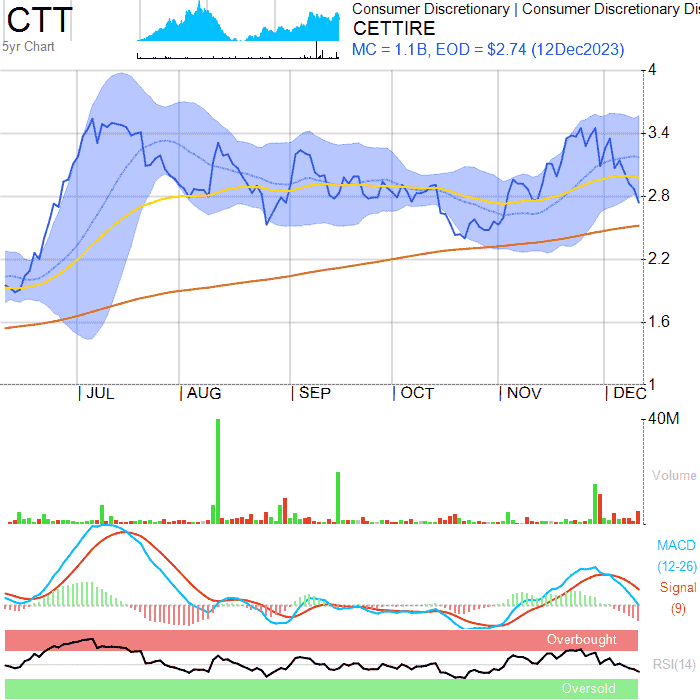 CTT
5yr Chart
Consumer Discretionary | Consumer Discretionary Dis
CETTIRE
MC = 1.1B, EOD = $2.74 (12Dec2023)
4
3.4
2.8
2.2
1.6
1
| JUL | AUG | SEP | OCT | NOV | DEC
40M
Volume
MACD
(12-26)
Signal
(9)
Overbought
RSI(14)
Oversold